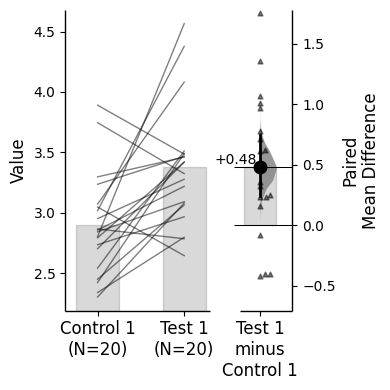 4.5
4.0
3.5
3.0
2.5
Value
Control 1
(N=20)
Test 1
(N=20)
+0.48
1.5
1.0
0.5
0.0
−0.5
Paired
Mean Difference
Test 1
minus
Control 1